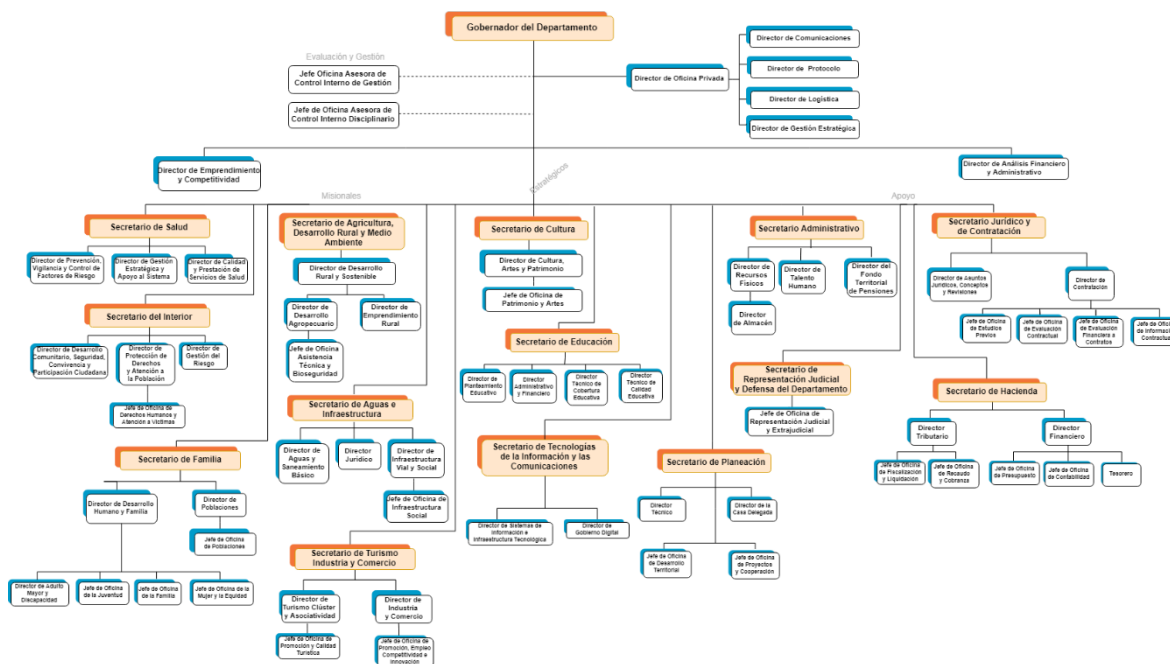 Gobernador del Departamento
Evaluación y Gestión
Jefe Oficina Asesora de
Control Interno de Gestión
Jefe de Oficina Asesora de
Control Interno Disciplinario
Director de Oficina Privada
Director de Comunicaciones
Director de Protocolo
Director de Logística
Director de Gestión Estratégica
Director de Emprendimiento
y Competitividad
Director de Análisis Financiero
y Administrativo
Misionales
Estratégicos
Apoyo
Secretario de Salud
Director de Prevención,
Vigilancia y Control de
Factores de Riesgo
Director de Gestión
Estratégica y
Apoyo al Sistema
Director de Calidad
y Prestación de
Servicios de Salud
Secretario del Interior
Director de Desarrollo
Comunitario, Seguridad,
Convivencia y
Participación Ciudadana
Director de
Protección de
Derechos
y Atención a
la Población
Director de
Gestión del
Riesgo
Jefe de Oficina de
Derechos Humanos y
Atención a Víctimas
Secretario de Familia
Director de Desarrollo
Humano y Familia
Director de
Poblaciones
Jefe de Oficina
de Poblaciones
Director de Adulto
Mayor y
Discapacidad
Jefe de Oficina
de la Juventud
Jefe de Oficina
de la Familia
Jefe de Oficina de la
Mujer y la Equidad
Secretario de Agricultura,
Desarrollo Rural y Medio
Ambiente
Director de Desarrollo
Rural y Sostenible
Director de
Desarrollo
Agropecuario
Director de
Emprendimiento
Rural
Jefe de Oficina
Asistencia
Técnica y
Bioseguridad
Secretario de Aguas e
Infraestructura
Director de
Aguas y
Saneamiento
Básico
Director
Jurídico
Director de
Infraestructura
Vial y Social
Jefe de Oficina de
Infraestructura
Social
Secretario de Turismo
Industria y Comercio
Director de
Turismo Clúster
y Asociatividad
Director de
Industria
y Comercio
Jefe de Oficina de
Promoción y Calidad
Turística
Jefe de Oficina de
Promoción, Empleo
Competitividad e
Innovación
Secretario de Cultura
Director de Cultura,
Artes y Patrimonio
Jefe de Oficina de
Patrimonio y Artes
Secretario de Educación
Director de
Planteamiento
Educativo
Director
Administrativo
y Financiero
Director
Técnico de
Cobertura
Educativa
Director
Técnico de
Calidad
Educativa
Secretario de Tecnologías
de la Información y las
Comunicaciones
Director de Sistemas de
Información e
Infraestructura Tecnológica
Director de
Gobierno Digital
Secretario de Planeación
Director
Técnico
Director de la
Casa Delegada
Jefe de Oficina
de Desarrollo
Territorial
Jefe de Oficina de
Proyectos y
Cooperación
Secretario Administrativo
Director de
Recursos
Físicos
Director de
Talento
Humano
Director del
Fondo
Territorial
de Pensiones
Director
de Almacén
Secretario de
Representación Judicial
y Defensa del Departamento
Jefe de Oficina de
Representación Judicial
y Extrajudicial
Secretario Jurídico y
de Contratación
Director de Asuntos
Jurídicos, Conceptos
y Revisiones
Director de
Contratación
Jefe de Oficina
de Estudios
Previos
Jefe de Oficina
de Evaluación
Contractual
Jefe de Oficina
de Evaluación
Financiera a
Contratos
Jefe de Oficina
de Información
Contractual
Secretario de Hacienda
Director
Tributario
Director
Financiero
Jefe de Oficina de
Fiscalización
y Liquidación
Jefe de Oficina
de Recaudo
y Cobranza
Jefe de Oficina
de Presupuesto
Jefe de Oficina
de Contabilidad
Tesorero